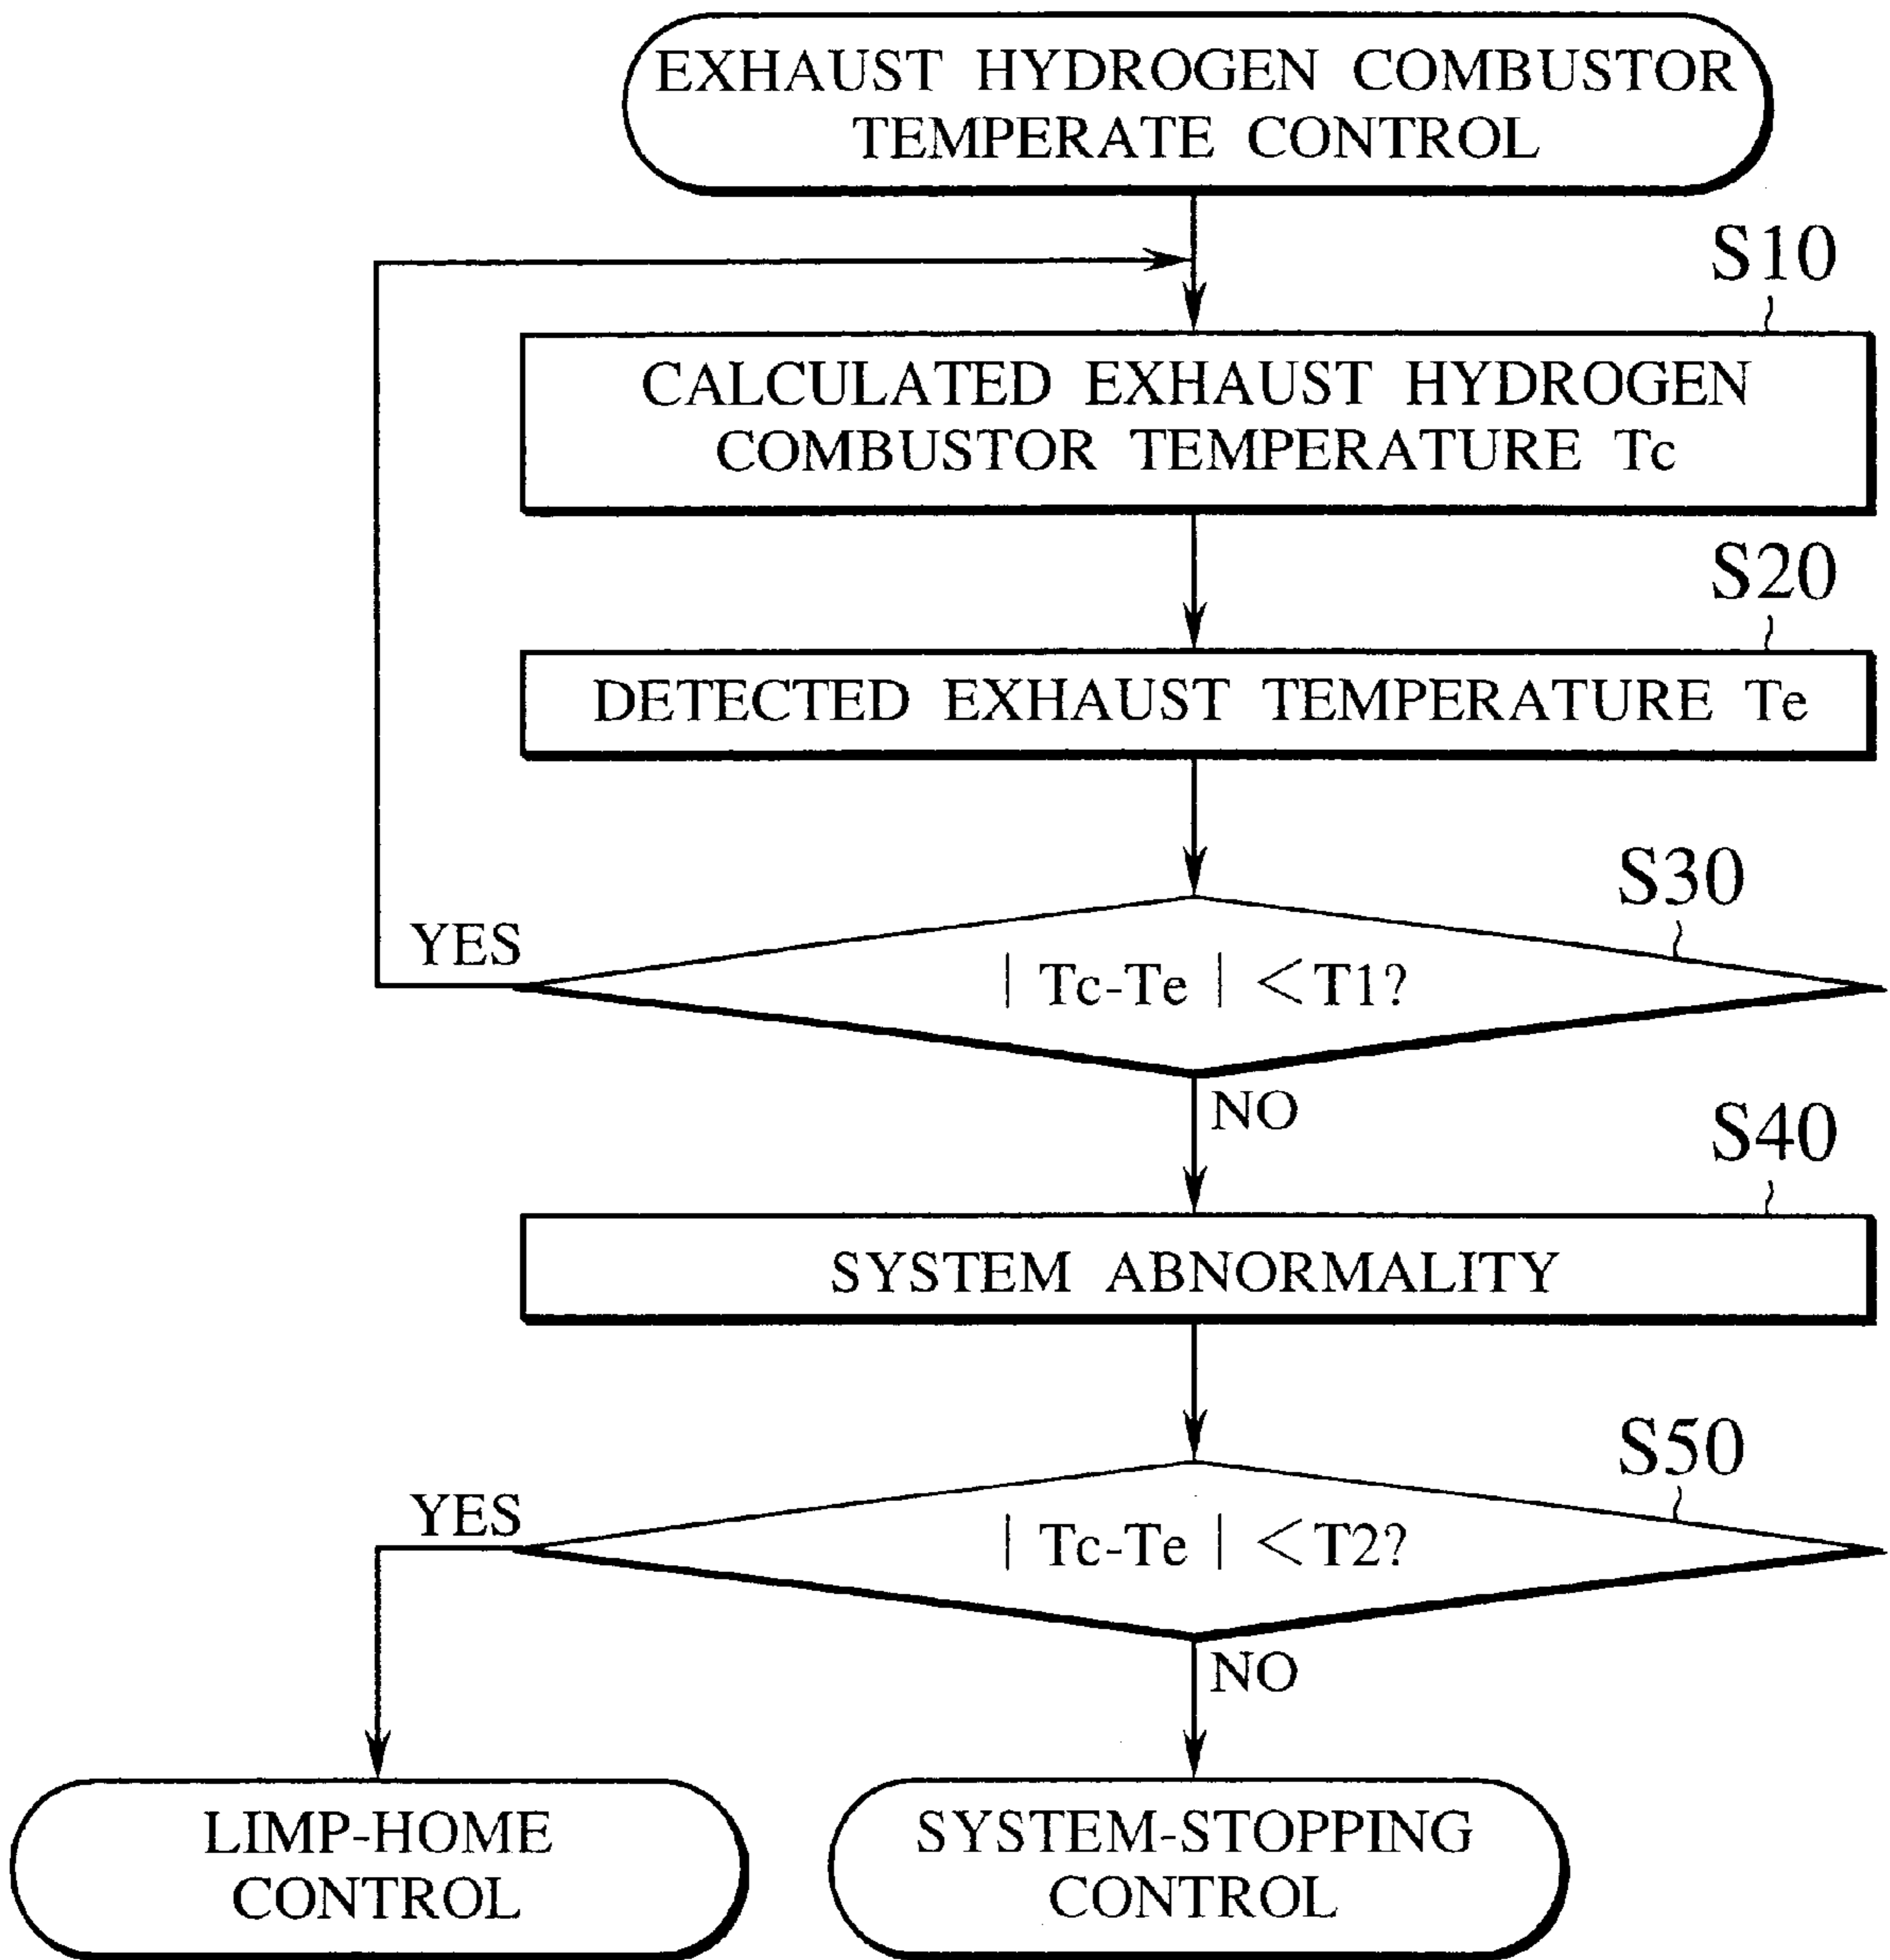 EXHAUST HYDROGEN COMBUSTOR
TEMPERATE CONTROL
S10
CALCULATED EXHAUST HYDROGEN
COMBUSTOR TEMPERATURE Tc
S20
DETECTED EXHAUST TEMPERATURE Te
S30
YES
| Tc-Te | <T1?
NO
S40
SYSTEM ABNORMALITY
S50
YES
| Tc-Te | <T2?
NO
LIMP-HOME
CONTROL
SYSTEM-STOPPING
CONTROL